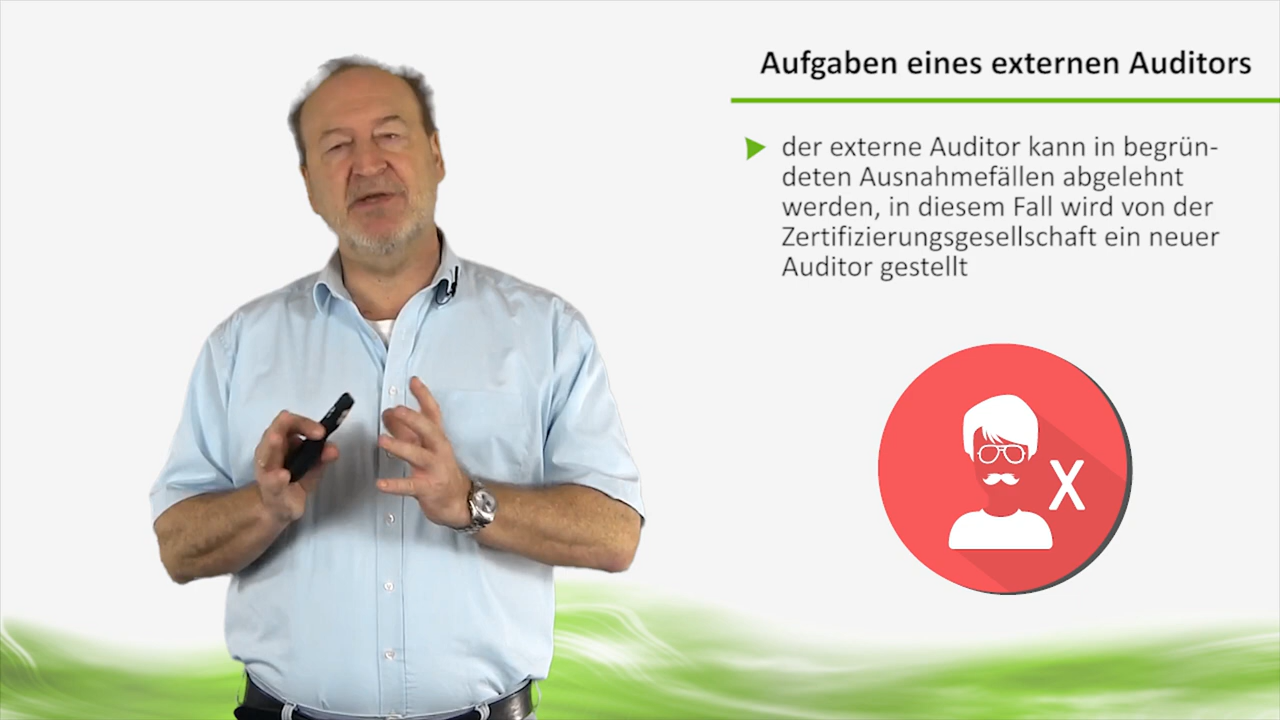 Aufgaben eines externen Auditors
der externe Auditor kann in begrün-
deten Ausnahmefällen abgelehnt
werden, in diesem Fall wird von der
Zertifizierungsgesellschaft ein neuer
Auditor gestellt
X